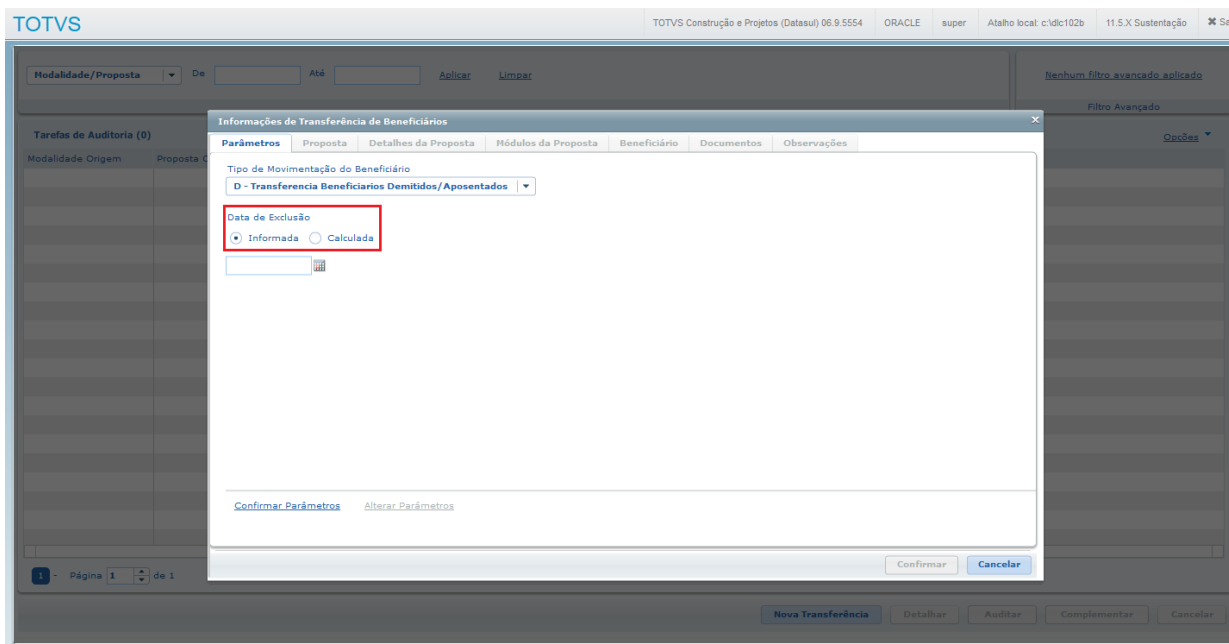 TOTVS
TOTVS Construção e Projetos (Datasul) 06.9.5554 ORACLE super Atalho local: c:\dlc102b 11.5.X Sustentação ✖ Sa
Modalidade/Proposta De Até Aplicar Limpar Nenhum filtro avançado aplicado
Filtro Avançado
Informações de Transferência de Beneficiários ×
Tarefas de Auditoria (0) Opções
Parâmetros Proposta Detalhes da Proposta Módulos da Proposta Beneficiário Documentos Observações
Modalidade Origem Proposta O
Tipo de Movimentação do Beneficiário
D - Transferencia Beneficiarios Demitidos/Aposentados
Data de Exclusão
Informada Calculada
Confirmar Parâmetros Alterar Parâmetros
Confirmar Cancelar
1 - Página 1 de 1
Nova Transferência Detalhar Auditar Complementar Cancelar